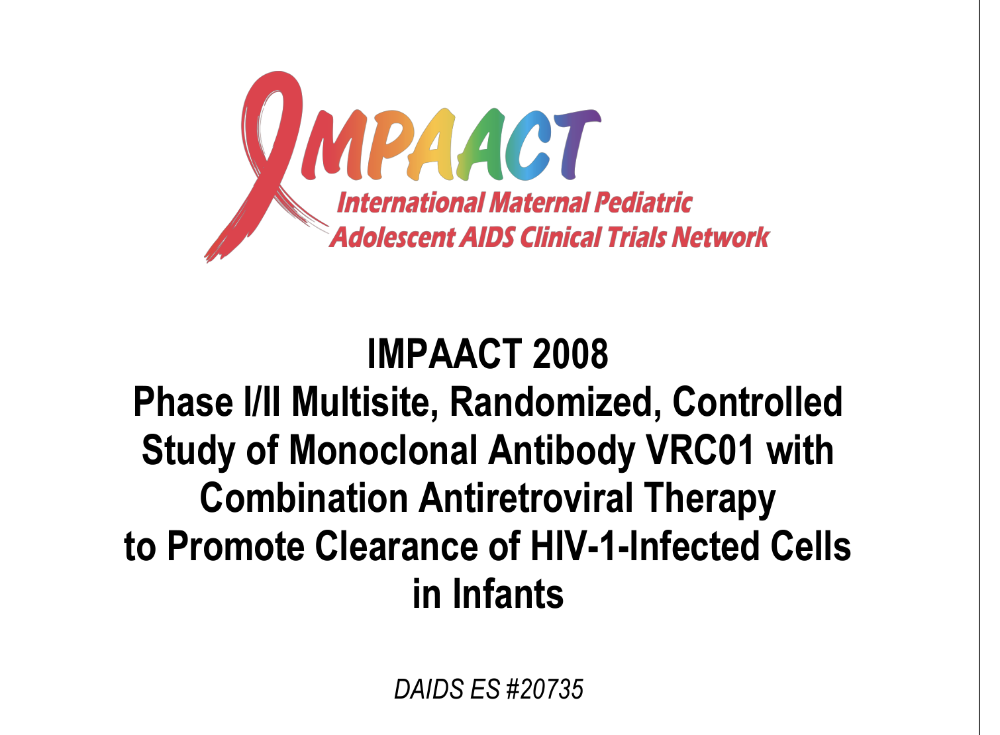 IMPAACT
International Maternal Pediatric
Adolescent AIDS Clinical Trials Network
IMPAACT 2008
Phase I/II Multisite, Randomized, Controlled
Study of Monoclonal Antibody VRC01 with
Combination Antiretroviral Therapy
to Promote Clearance of HIV-1-Infected Cells
in Infants
DAIDS ES #20735